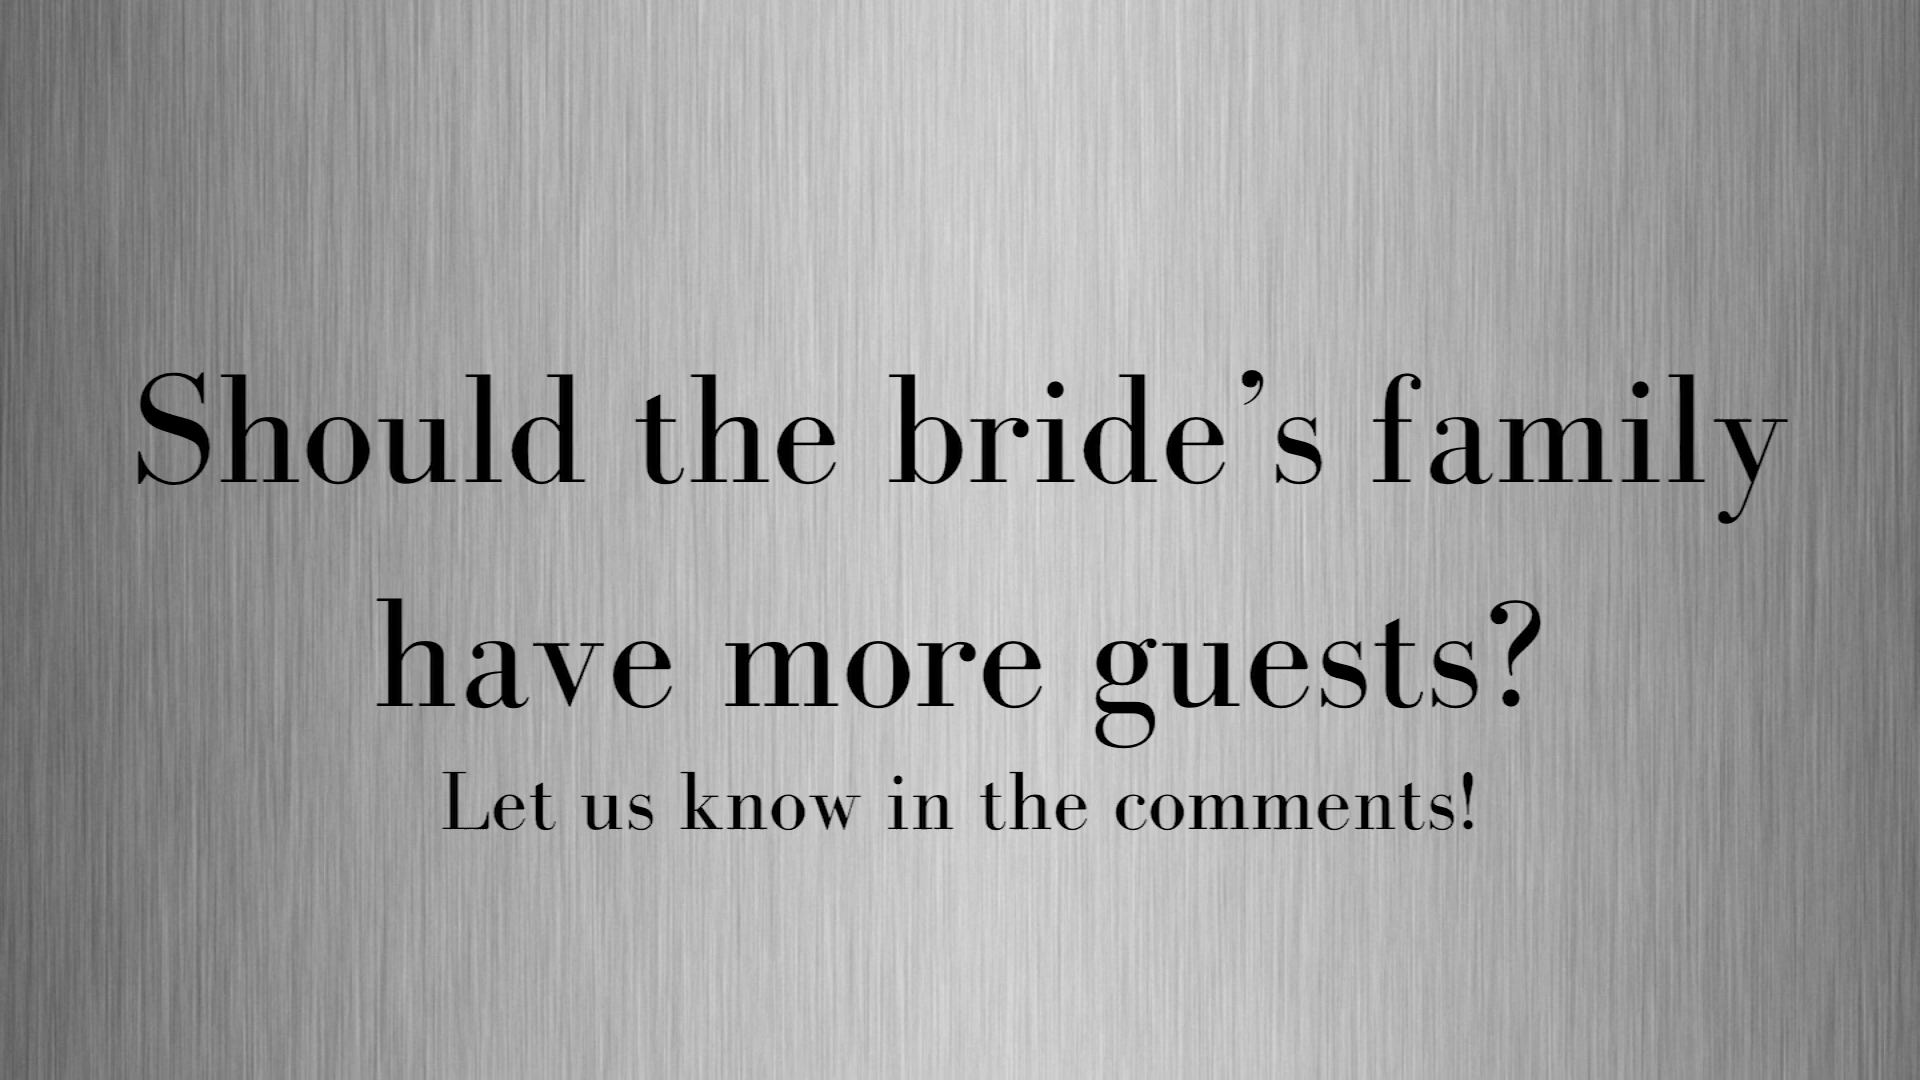 Should the bride’s family
have more guests?
Let us know in the comments!